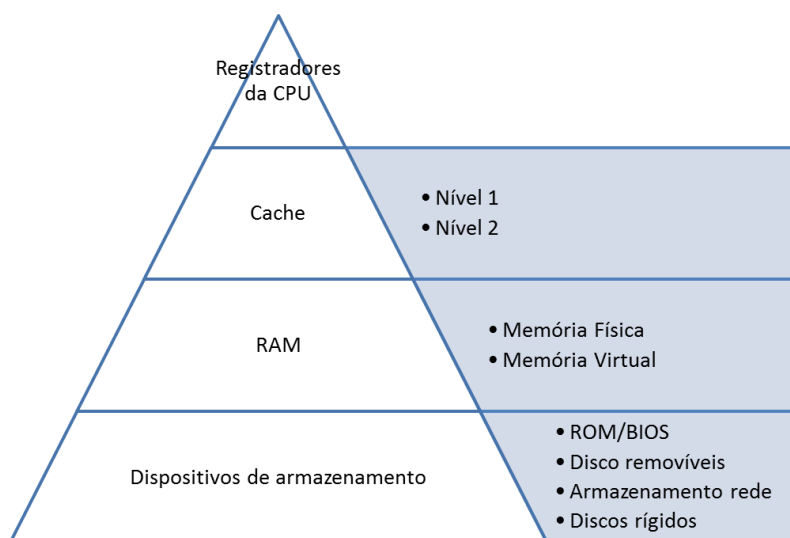 Registradores
da CPU
Cache
• Nível 1
• Nível 2
RAM
• Memória Física
• Memória Virtual
Dispositivos de armazenamento
• ROM/BIOS
• Disco removíveis
• Armazenamento rede
• Discos rígidos